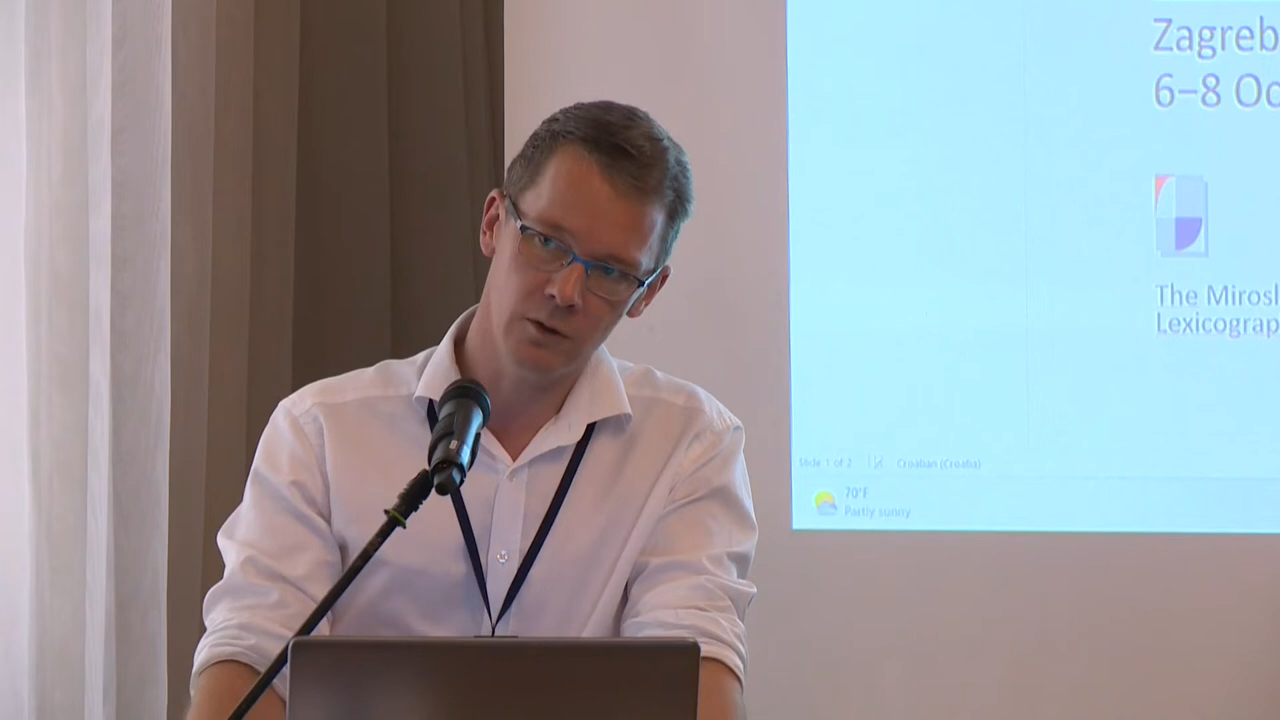 Zagreb
6–8 Oc
The Mirosl
Lexicograp
Slide 1 of 2 Croatian (Croatia)
70°F
Partly sunny